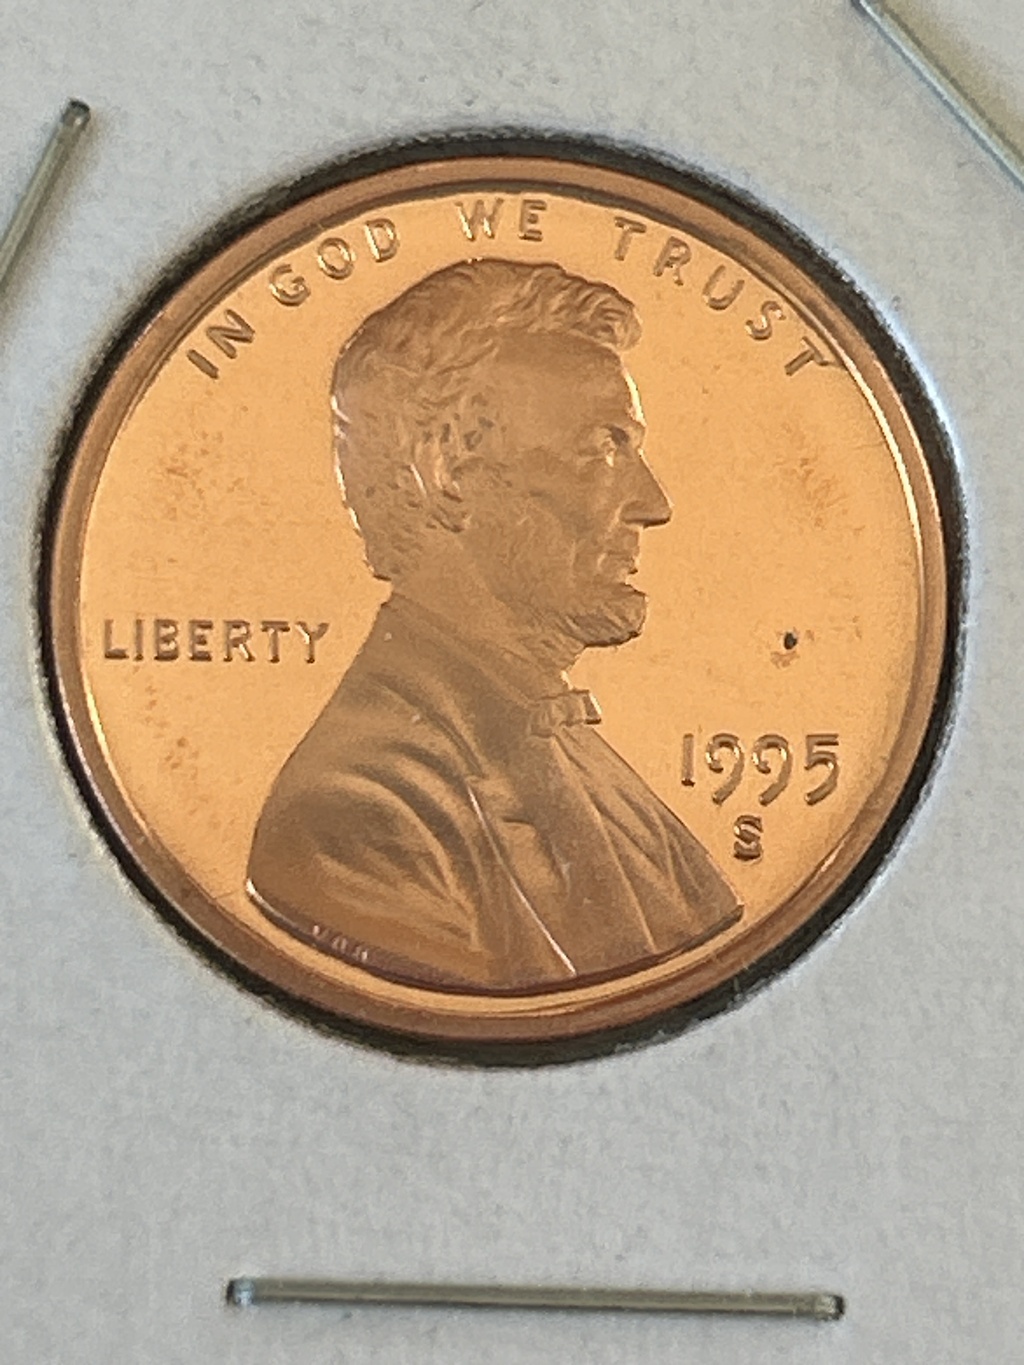 IN GOD WE TRUST
LIBERTY
1995
S